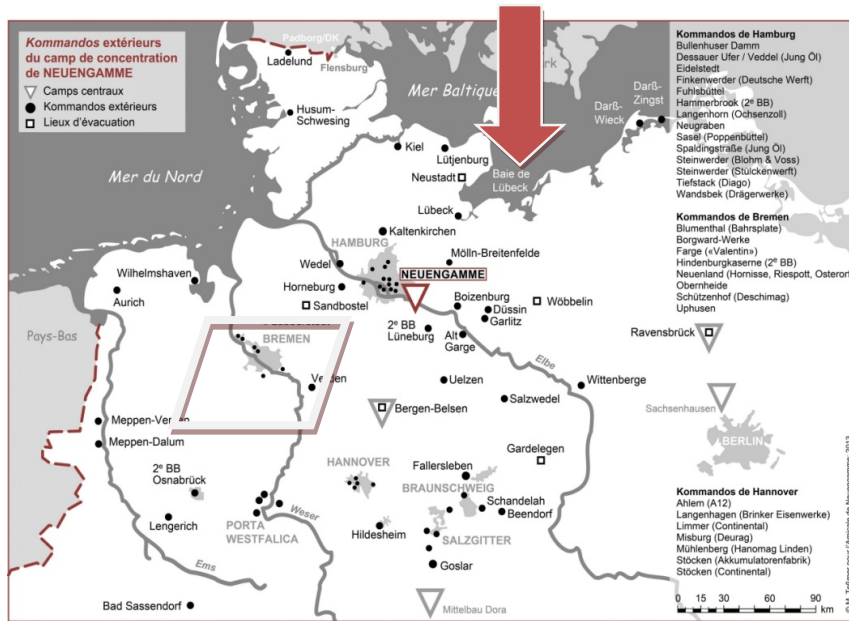 Kommandos extérieurs
du camp de concentration
de NEUENGAMME
Camps centraux
Kommandos extérieurs
Lieux d'évacuation
Padborg/DK
Flensburg
Ladelund
Husum-
Schwesing
Mer Baltique
Mer du Nord
Kiel
Lütjenburg
Neustadt
Baie de
Lübeck
Darß-
Wieck
Darß-
Zingst
Lübeck
Kaltenkirchen
HAMBURG
Mölln-Breitenfelde
Wedel
NEUENGAMME
Wilhelmshaven
Horneburg
Aurich
Sandbostel
Boizenburg
Düssin
Garlitz
Wöbbelin
2e BB
Lüneburg
Alt
Garge
Elbe
Pays-Bas
BREMEN
Ravensbrück
Uelzen
Wittenberge
Salzwedel
Bergen-Belsen
Sachsenhausen
Meppen-Dalum
BERLIN
Gardelegen
2e BB
Osnabrück
HANNOVER
Fallersleben
BRAUNSCHWEIG
Schandelah
Beendorf
Lengerich
PORTA
WESTFALICA
Weser
Hildesheim
SALZGITTER
Goslar
Ems
Bad Sassendorf
Mittelbau Dora
Kommandos de Hamburg
Bullenhuser Damm
Dessauer Ufer / Veddel (Jung Öl)
Eidelstedt
Finkenwerder (Deutsche Werft)
Fuhlsbüttel
Hammerbrook (2e BB)
Langenhorn (Ochsenzoll)
Neugraben
Sasel (Poppenbüttel)
Spaldingstraße (Jung Öl)
Steinwerder (Blohm & Voss)
Steinwerder (Stülckenwerft)
Tiefstack (Diago)
Wandsbek (Drägerwerke)
Kommandos de Bremen
Blumenthal (Bahrsplate)
Borgward-Werke
Farge («Valentin»)
Hindenburgkaserne (2e BB)
Neuenland (Hornisse, Riespott, Osterort
Obernheide
Schützenhof (Deschimag)
Uphusen
Kommandos de Hannover
Ahlem (A12)
Langenhagen (Brinker Eisenwerke)
Limmer (Continental)
Misburg (Deurag)
Mühlenberg (Hanomag Linden)
Stöcken (Akkumulatorenfabrik)
Stöcken (Continental)
0 15 30 60 90
km